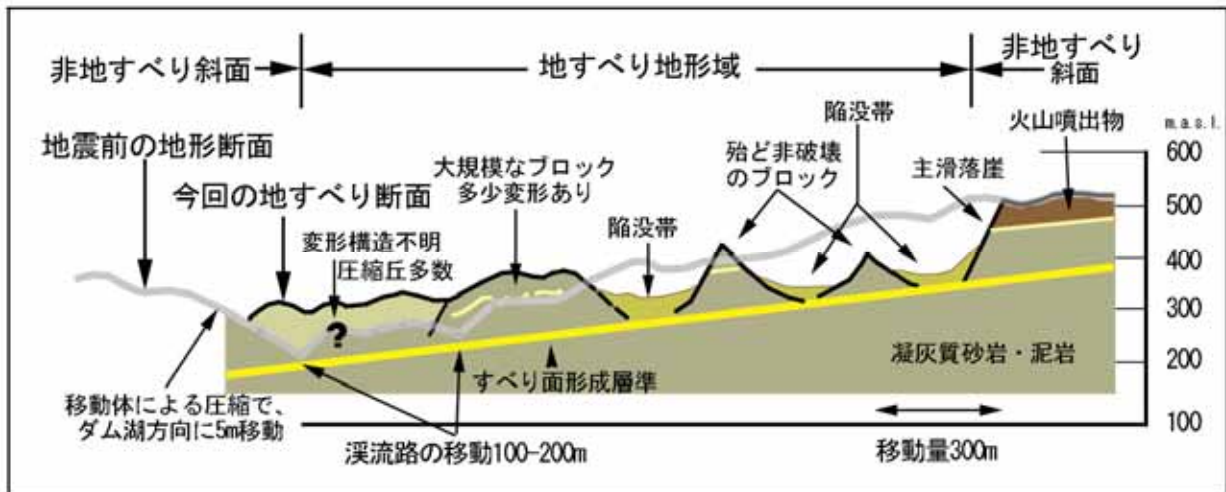 非地すべり斜面
地すべり地形域
非地すべり
斜面
地震前の地形断面
今回の地すべり断面
変形構造不明
圧縮丘多数
大規模なブロック
多少変形あり
陥没帯
殆ど非破壊
のブロック
陥没帯
主滑落崖
火山噴出物
m.a.s.l.
600
500
400
300
200
100
?
すべり面形成層準
凝灰質砂岩・泥岩
移動体による圧縮で、
ダム湖方向に5m移動
渓流路の移動100-200m
移動量300m